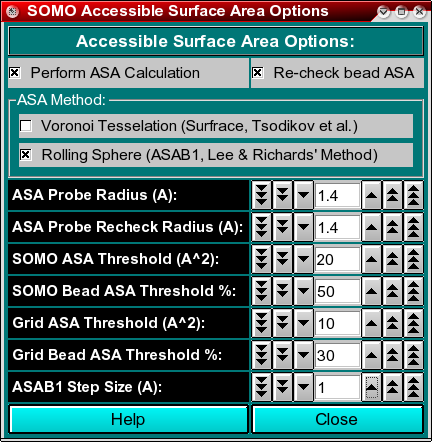 SOMO Accessible Surface Area Options
Accessible Surface Area Options:
Perform ASA Calculation
Re-check bead ASA
ASA Method:
Voronoi Tesselation (Surfrace, Tsodikov et al.)
Rolling Sphere (ASAB1, Lee & Richards' Method)
ASA Probe Radius (A): 1.4
ASA Probe Recheck Radius (A): 1.4
SOMO ASA Threshold (A^2): 20
SOMO Bead ASA Threshold %: 50
Grid ASA Threshold (A^2): 10
Grid Bead ASA Threshold %: 30
ASAB1 Step Size (A): 1
Help
Close